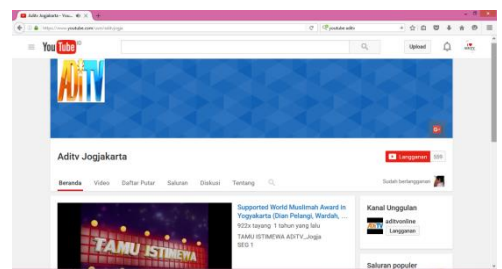 Aditv Jogjakarta - You...
https://www.youtube.com/user/aditvjogja
youtube aditv
You Tube ID
Upload
ADiTV
Aditv Jogjakarta
Langganan 589
Beranda Video Daftar Putar Saluran Diskusi Tentang
Sudah berlangganan
Supported World Muslimah Award in
Yogyakarta (Dian Pelangi, Wardah, ...
922x tayang 1 tahun yang lalu
TAMU ISTIMEWA ADITV_Jogja
SEG 1
TAMU ISTIMEWA
Kanal Unggulan
aditvonline
Langganan
Saluran populer